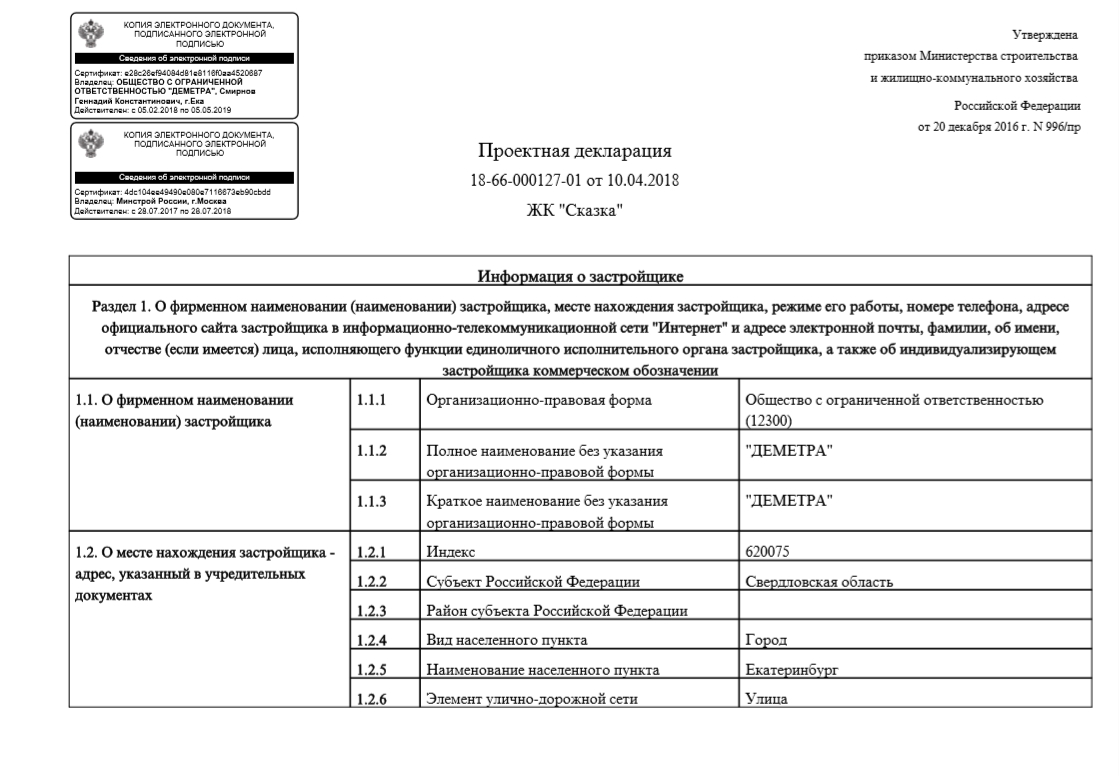 КОПИЯ ЭЛЕКТРОННОГО ДОКУМЕНТА,
ПОДПИСАННОГО ЭЛЕКТРОННОЙ
ПОДПИСЬЮ
Сведения об электронной подписи
Сертификат: e28c26ef94084d81e8116f0aa4520687
Владелец: ОБЩЕСТВО С ОГРАНИЧЕННОЙ
ОТВЕТСТВЕННОСТЬЮ "ДЕМЕТРА", Смирнов
Геннадий Константинович, г.Ека
Действителен: с 05.02.2018 по 05.05.2019
КОПИЯ ЭЛЕКТРОННОГО ДОКУМЕНТА,
ПОДПИСАННОГО ЭЛЕКТРОННОЙ
ПОДПИСЬЮ
Сведения об электронной подписи
Сертификат: 4dc104ee49490e080e7116673eb90cbdd
Владелец: Минстрой России, г.Москва
Действителен: с 28.07.2017 по 28.07.2018
Утверждена
приказом Министерства строительства
и жилищно-коммунального хозяйства
Российской Федерации
от 20 декабря 2016 г. N 996/пр
Проектная декларация
18-66-000127-01 от 10.04.2018
ЖК "Сказка"
Информация о застройщике
Раздел 1. О фирменном наименовании (наименовании) застройщика, месте нахождения застройщика, режиме его работы, номере телефона, адресе
официального сайта застройщика в информационно-телекоммуникационной сети "Интернет" и адресе электронной почты, фамилии, об имени,
отчестве (если имеется) лица, исполняющего функции единоличного исполнительного органа застройщика, а также об индивидуализирующем
застройщика коммерческом обозначении
1.1. О фирменном наименовании
(наименовании) застройщика
1.1.1 Организационно-правовая форма Общество с ограниченной ответственностью
(12300)
1.1.2 Полное наименование без указания "ДЕМЕТРА"
организационно-правовой формы
1.1.3 Краткое наименование без указания "ДЕМЕТРА"
организационно-правовой формы
1.2. О месте нахождения застройщика -
адрес, указанный в учредительных
документах
1.2.1 Индекс 620075
1.2.2 Субъект Российской Федерации Свердловская область
1.2.3 Район субъекта Российской Федерации
1.2.4 Вид населенного пункта Город
1.2.5 Наименование населенного пункта Екатеринбург
1.2.6 Элемент улично-дорожной сети Улица